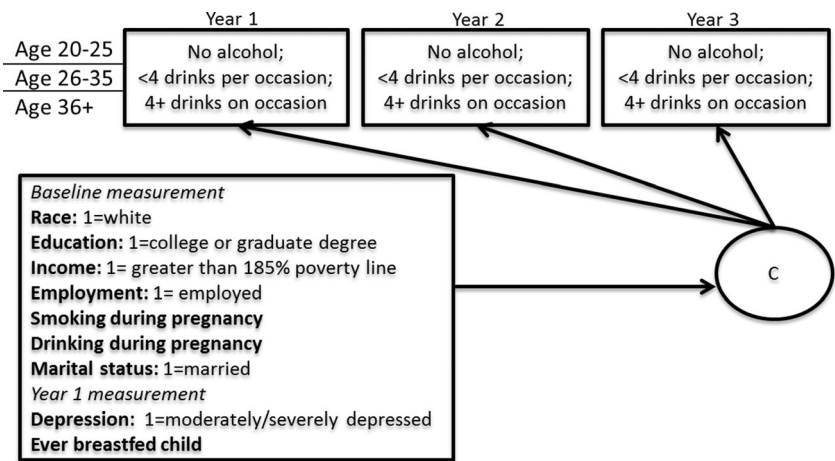 Year 1
Year 2
Year 3
Age 20-25
Age 26-35
Age 36+
No alcohol;
<4 drinks per occasion;
4+ drinks on occasion
No alcohol;
<4 drinks per occasion;
4+ drinks on occasion
No alcohol;
<4 drinks per occasion;
4+ drinks on occasion
Baseline measurement
Race: 1=white
Education: 1=college or graduate degree
Income: 1= greater than 185% poverty line
Employment: 1= employed
Smoking during pregnancy
Drinking during pregnancy
Marital status: 1=married
Year 1 measurement
Depression: 1=moderately/severely depressed
Ever breastfed child
C